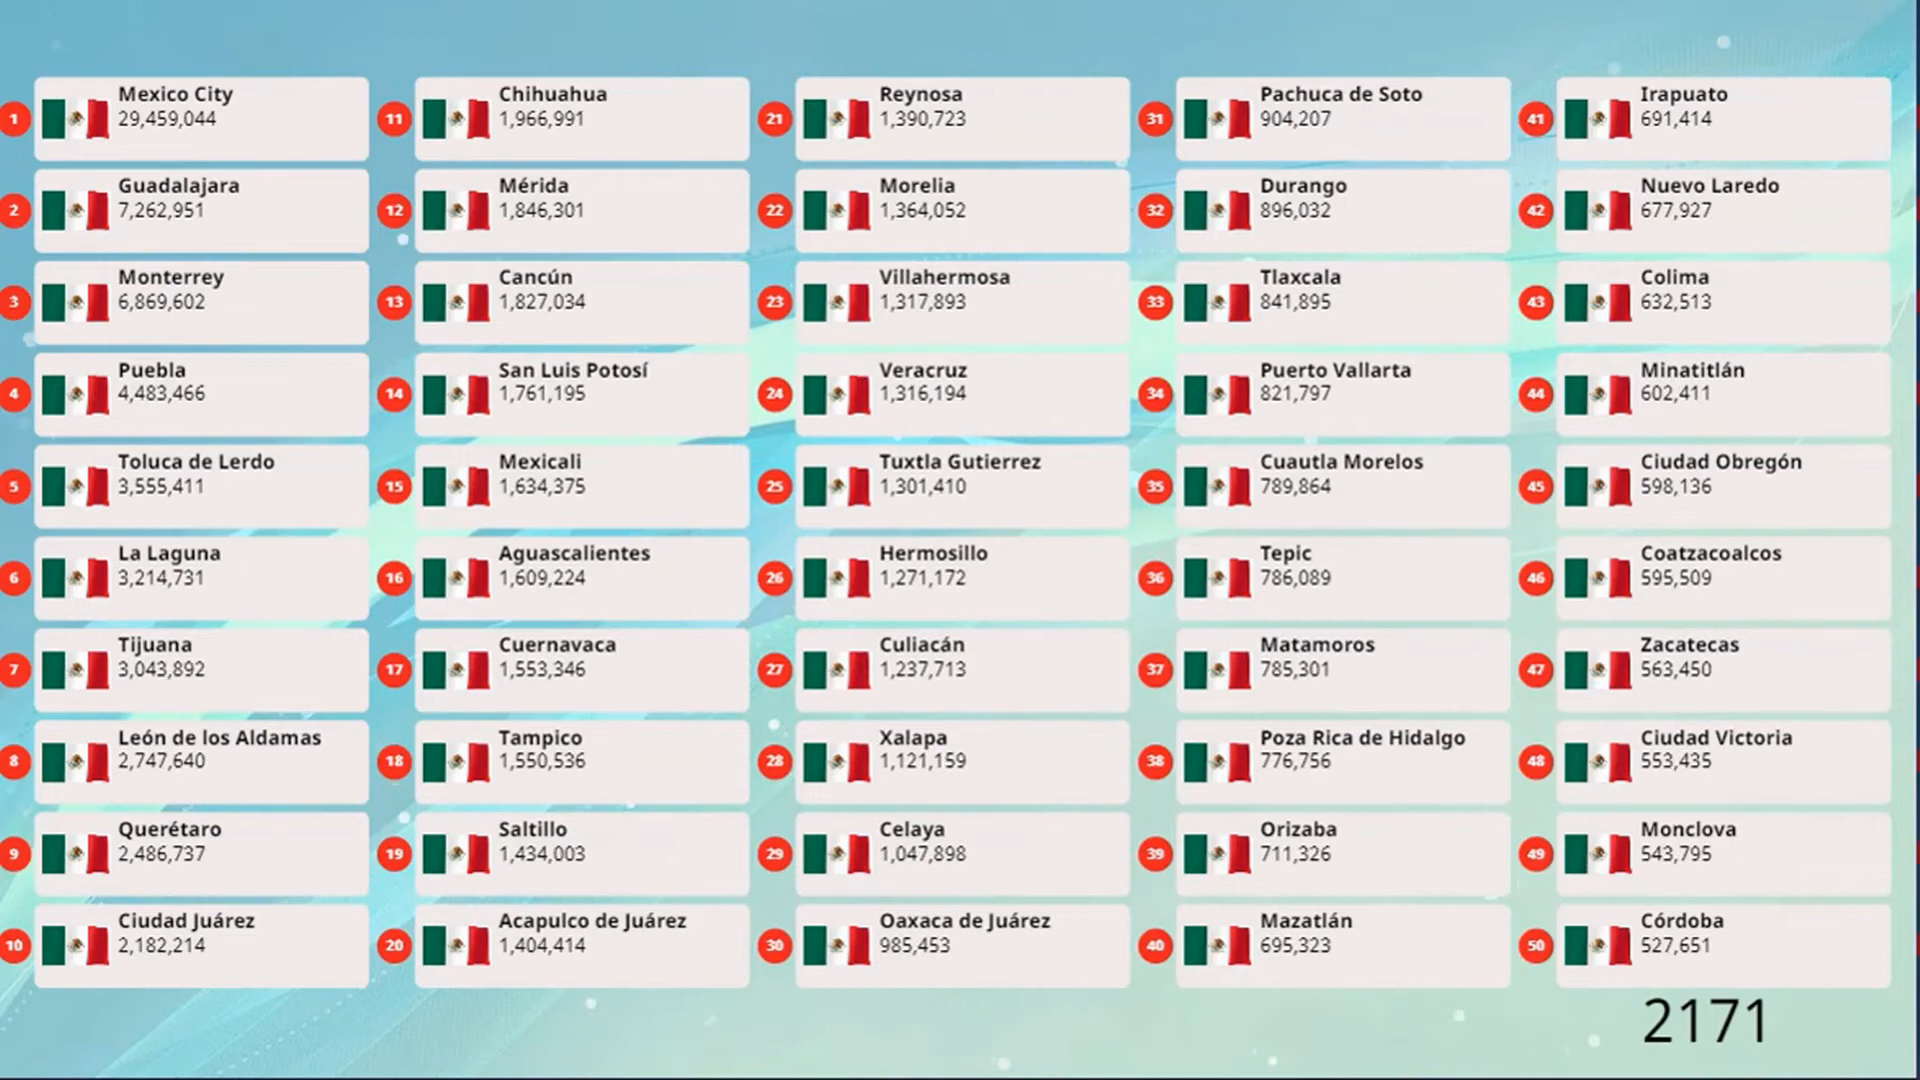 1
Mexico City
29,459,044
2
Guadalajara
7,262,951
3
Monterrey
6,869,602
4
Puebla
4,483,466
5
Toluca de Lerdo
3,555,411
6
La Laguna
3,214,731
7
Tijuana
3,043,892
8
León de los Aldamas
2,747,640
9
Querétaro
2,486,737
10
Ciudad Juárez
2,182,214
11
Chihuahua
1,966,991
12
Mérida
1,846,301
13
Cancún
1,827,034
14
San Luis Potosí
1,761,195
15
Mexicali
1,634,375
16
Aguascalientes
1,609,224
17
Cuernavaca
1,553,346
18
Tampico
1,550,536
19
Saltillo
1,434,003
20
Acapulco de Juárez
1,404,414
21
Reynosa
1,390,723
22
Morelia
1,364,052
23
Villahermosa
1,317,893
24
Veracruz
1,316,194
25
Tuxtla Gutierrez
1,301,410
26
Hermosillo
1,271,172
27
Culiacán
1,237,713
28
Xalapa
1,121,159
29
Celaya
1,047,898
30
Oaxaca de Juárez
985,453
31
Pachuca de Soto
904,207
32
Durango
896,032
33
Tlaxcala
841,895
34
Puerto Vallarta
821,797
35
Cuautla Morelos
789,864
36
Tepic
786,089
37
Matamoros
785,301
38
Poza Rica de Hidalgo
776,756
39
Orizaba
711,326
40
Mazatlán
695,323
41
Irapuato
691,414
42
Nuevo Laredo
677,927
43
Colima
632,513
44
Minatitlán
602,411
45
Ciudad Obregón
598,136
46
Coatzacoalcos
595,509
47
Zacatecas
563,450
48
Ciudad Victoria
553,435
49
Monclova
543,795
50
Córdoba
527,651
2171